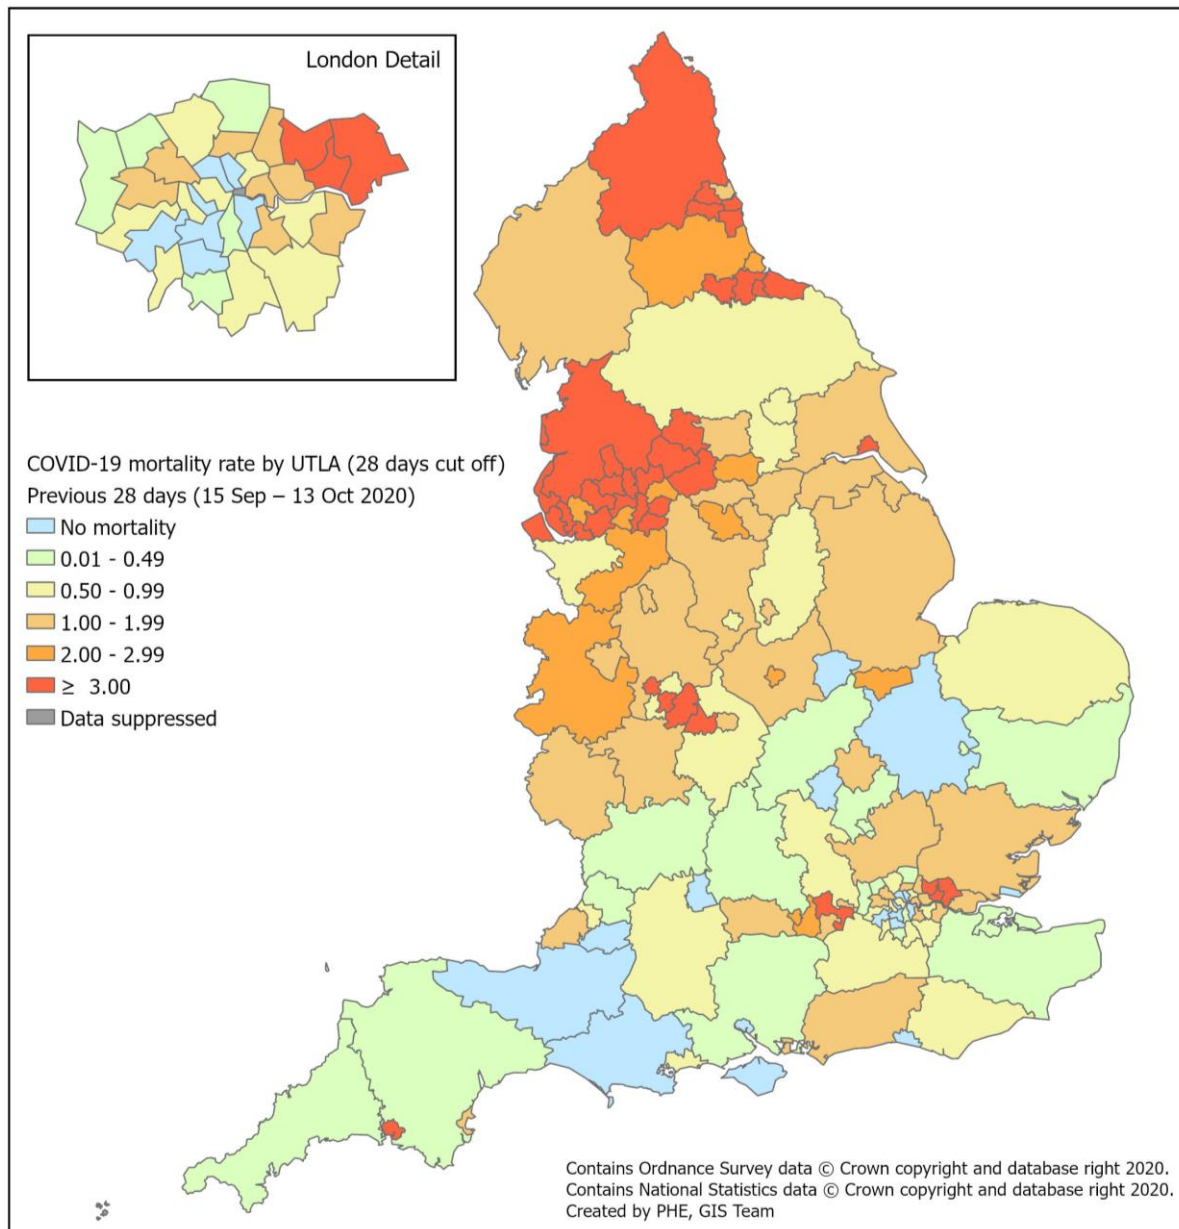 London Detail
COVID-19 mortality rate by UTLA (28 days cut off)
Previous 28 days (15 Sep – 13 Oct 2020)
No mortality
0.01 - 0.49
0.50 - 0.99
1.00 - 1.99
2.00 - 2.99
≥ 3.00
Data suppressed
Contains Ordnance Survey data © Crown copyright and database right 2020.
Contains National Statistics data © Crown copyright and database right 2020.
Created by PHE, GIS Team